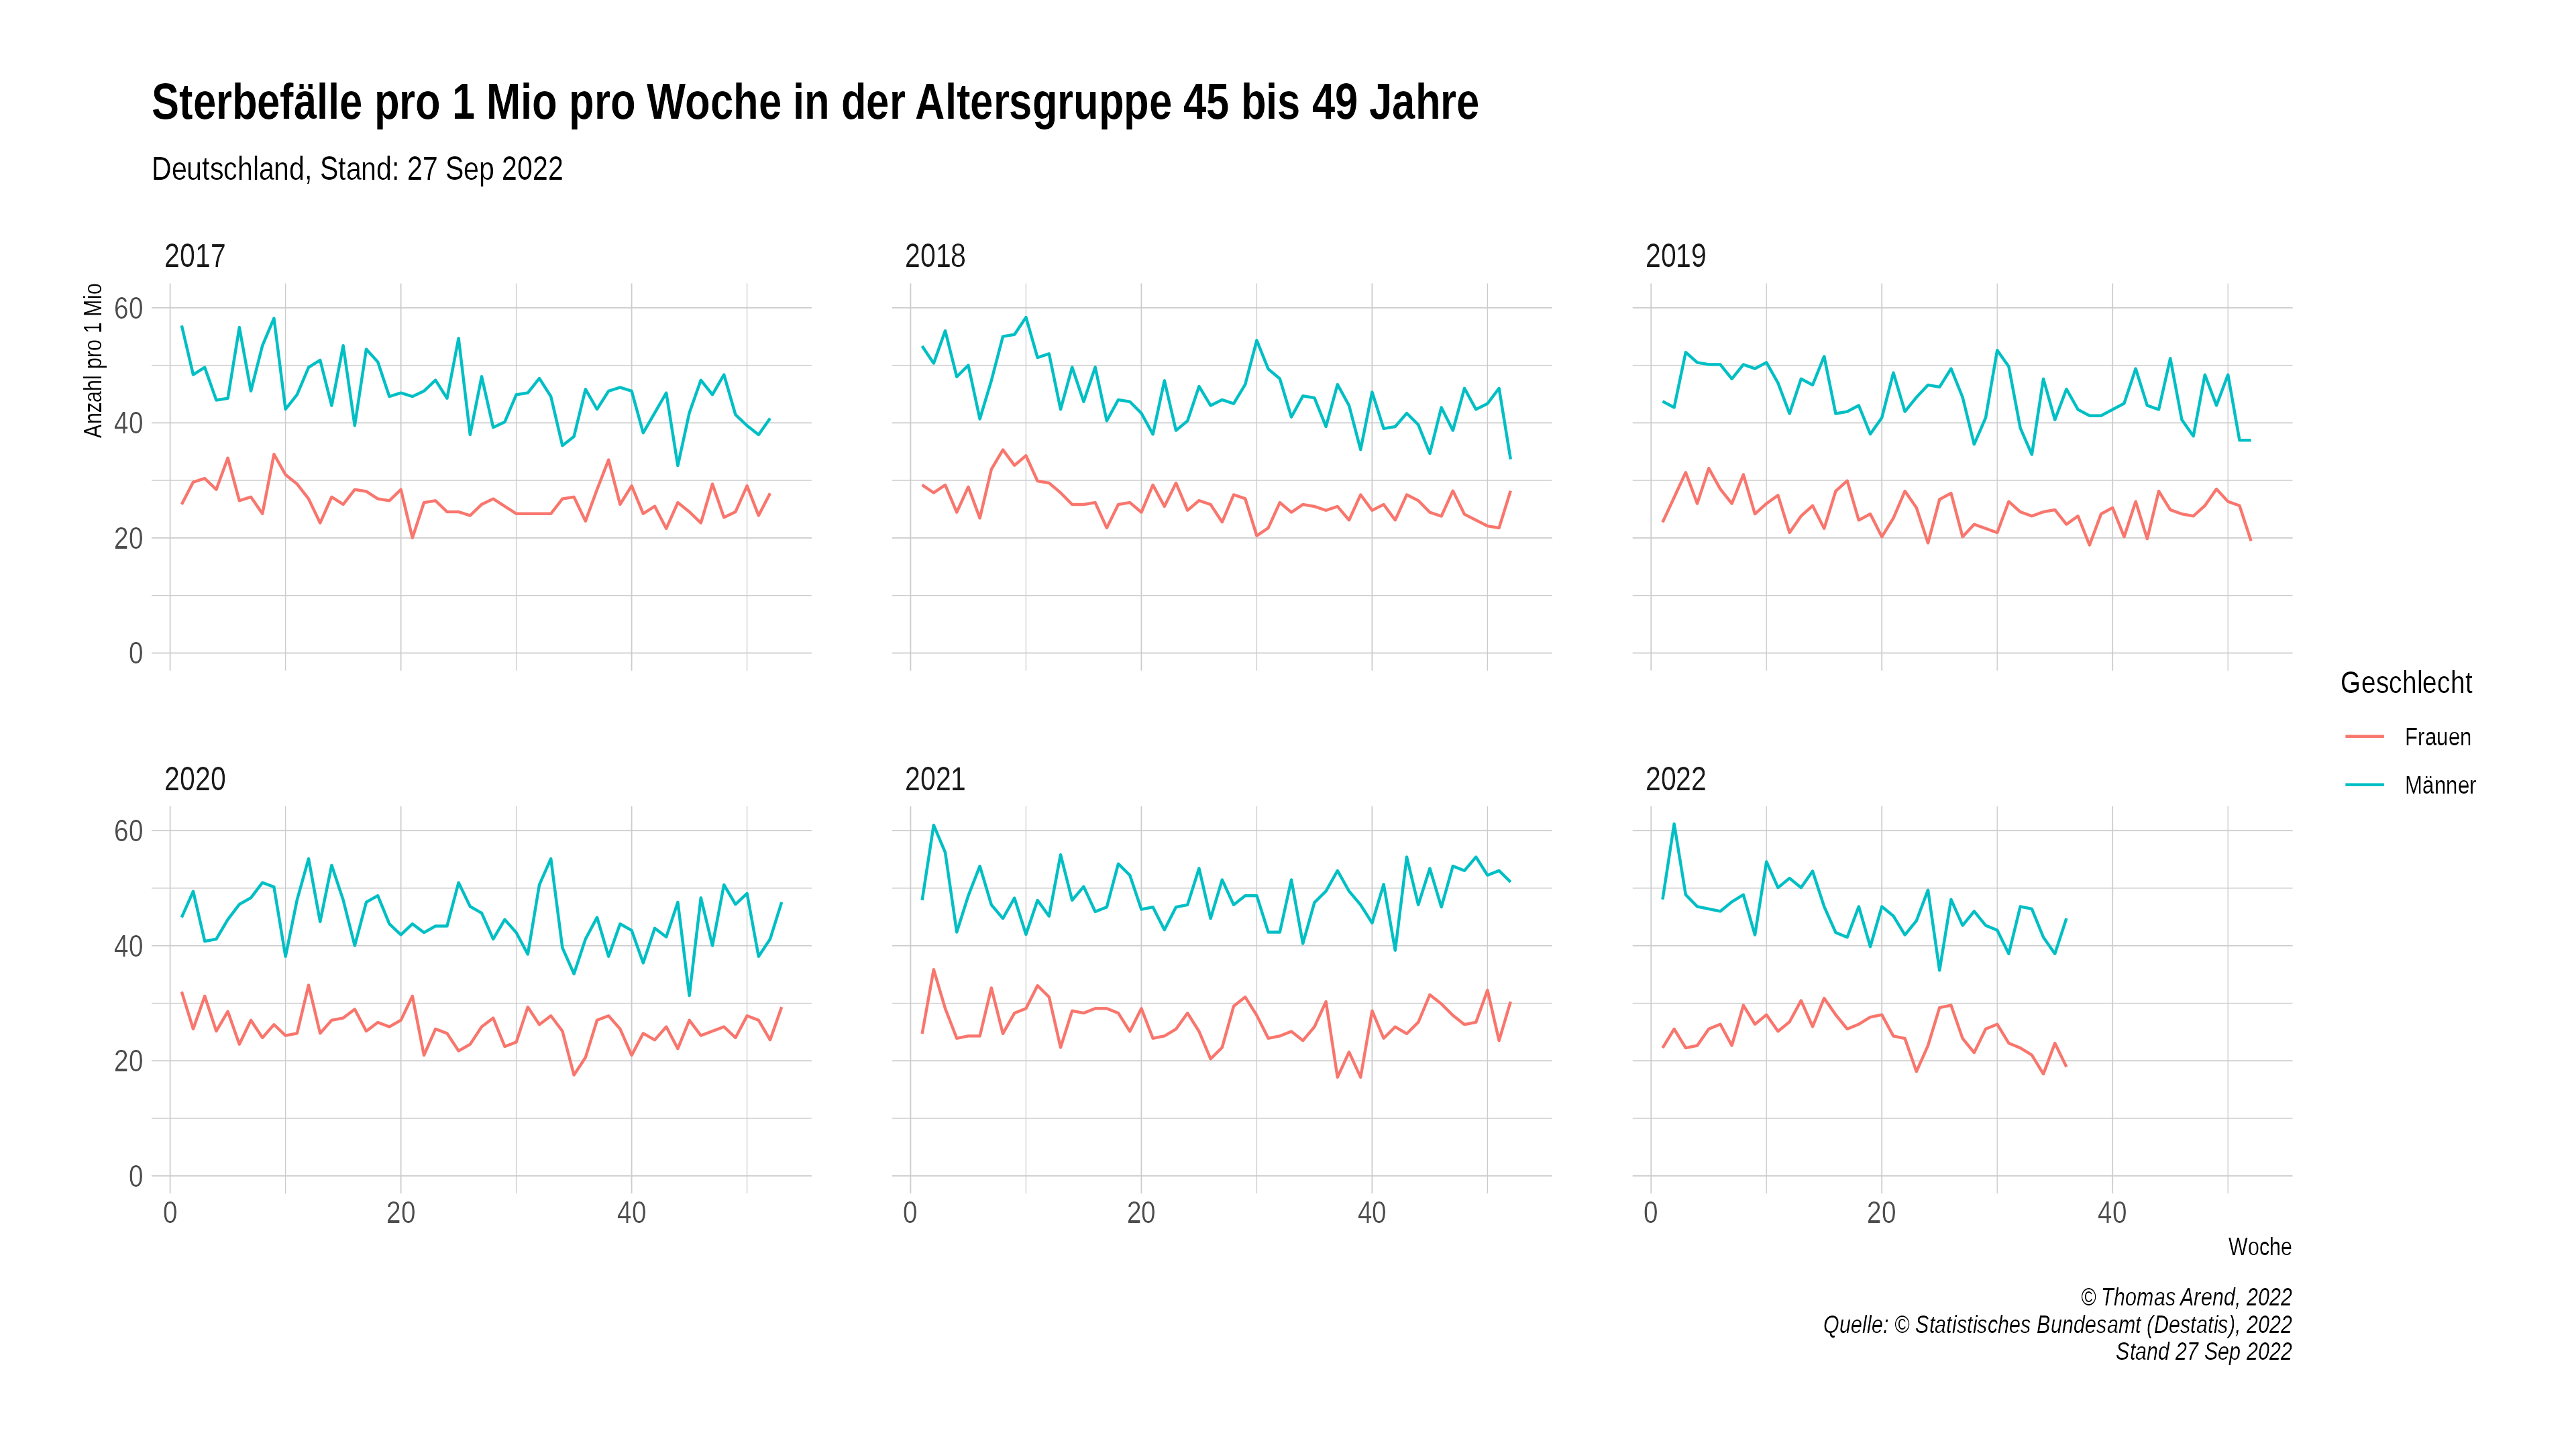 Sterbefälle pro 1 Mio pro Woche in der Altersgruppe 45 bis 49 Jahre
Deutschland, Stand: 27 Sep 2022
2017
2018
2019
Anzahl pro 1 Mio
60
40
20
0
Geschlecht
Frauen
Männer
2020
2021
2022
60
40
20
0
0 20 40
0 20 40
0 20 40
Woche
© Thomas Arend, 2022
Quelle: © Statistisches Bundesamt (Destatis), 2022
Stand 27 Sep 2022